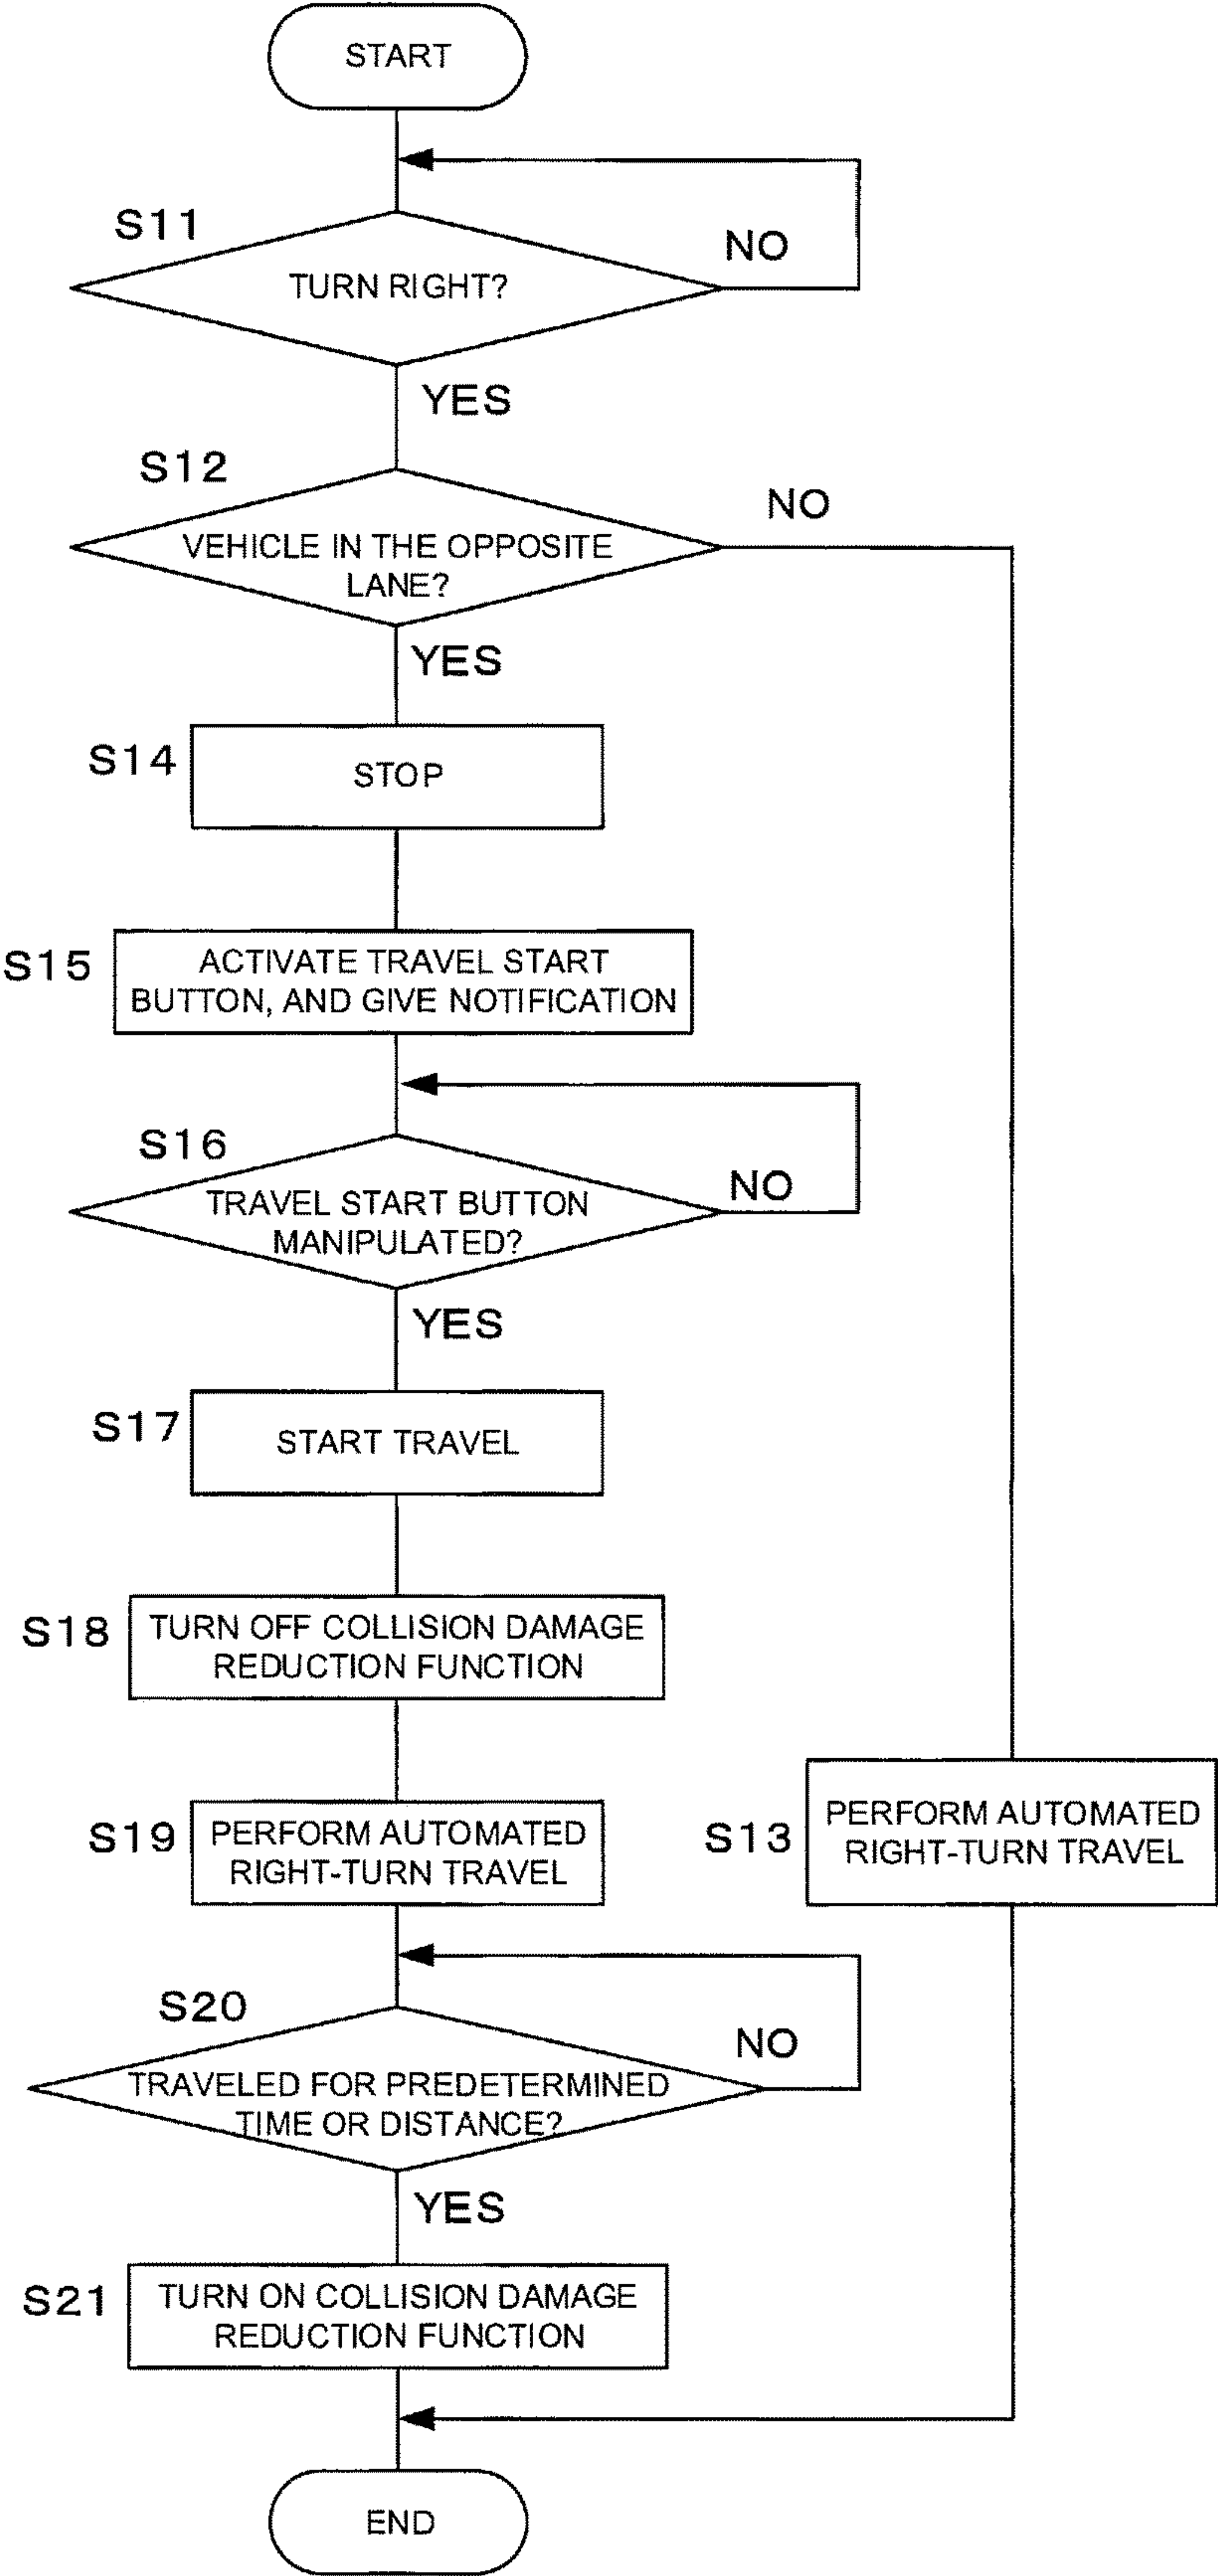 START
S11
NO
TURN RIGHT?
YES
S12
NO
VEHICLE IN THE OPPOSITE
LANE?
YES
S14
STOP
S15
ACTIVATE TRAVEL START
BUTTON, AND GIVE NOTIFICATION
S16
NO
TRAVEL START BUTTON
MANIPULATED?
YES
S17
START TRAVEL
S18
TURN OFF COLLISION DAMAGE
REDUCTION FUNCTION
S19
PERFORM AUTOMATED
RIGHT-TURN TRAVEL
S13
PERFORM AUTOMATED
RIGHT-TURN TRAVEL
S20
NO
TRAVELED FOR PREDETERMINED
TIME OR DISTANCE?
YES
S21
TURN ON COLLISION DAMAGE
REDUCTION FUNCTION
END